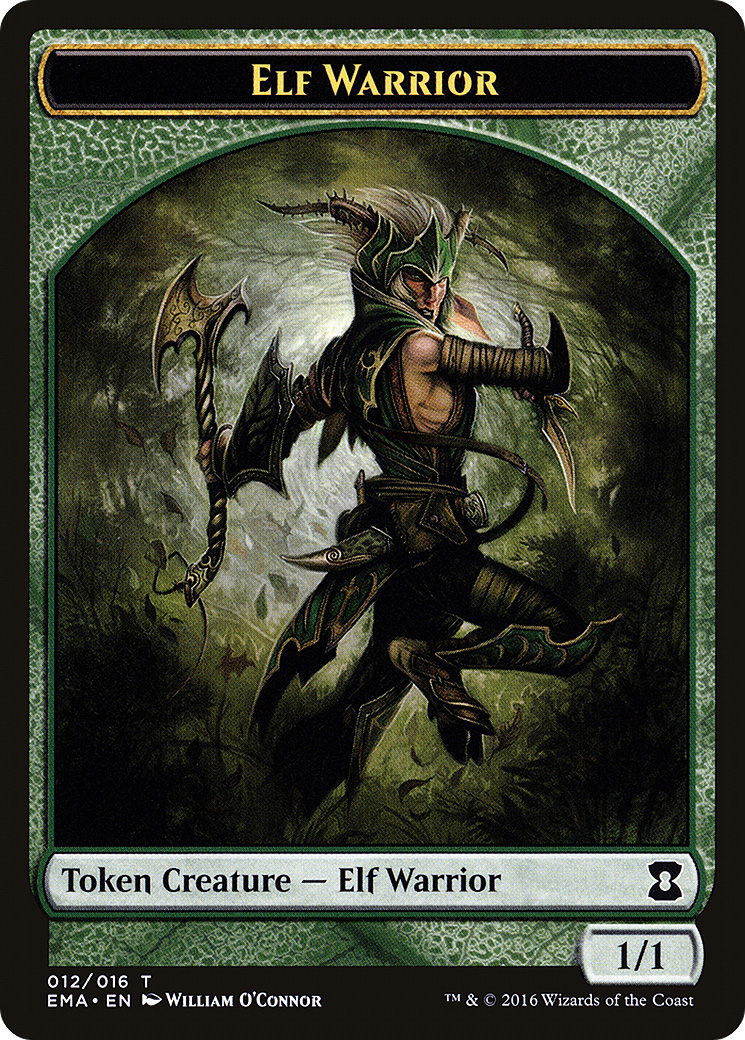 Elf Warrior
Token Creature — Elf Warrior
1/1
012/016 T
EMA • EN William O'Connor
™ & © 2016 Wizards of the Coast